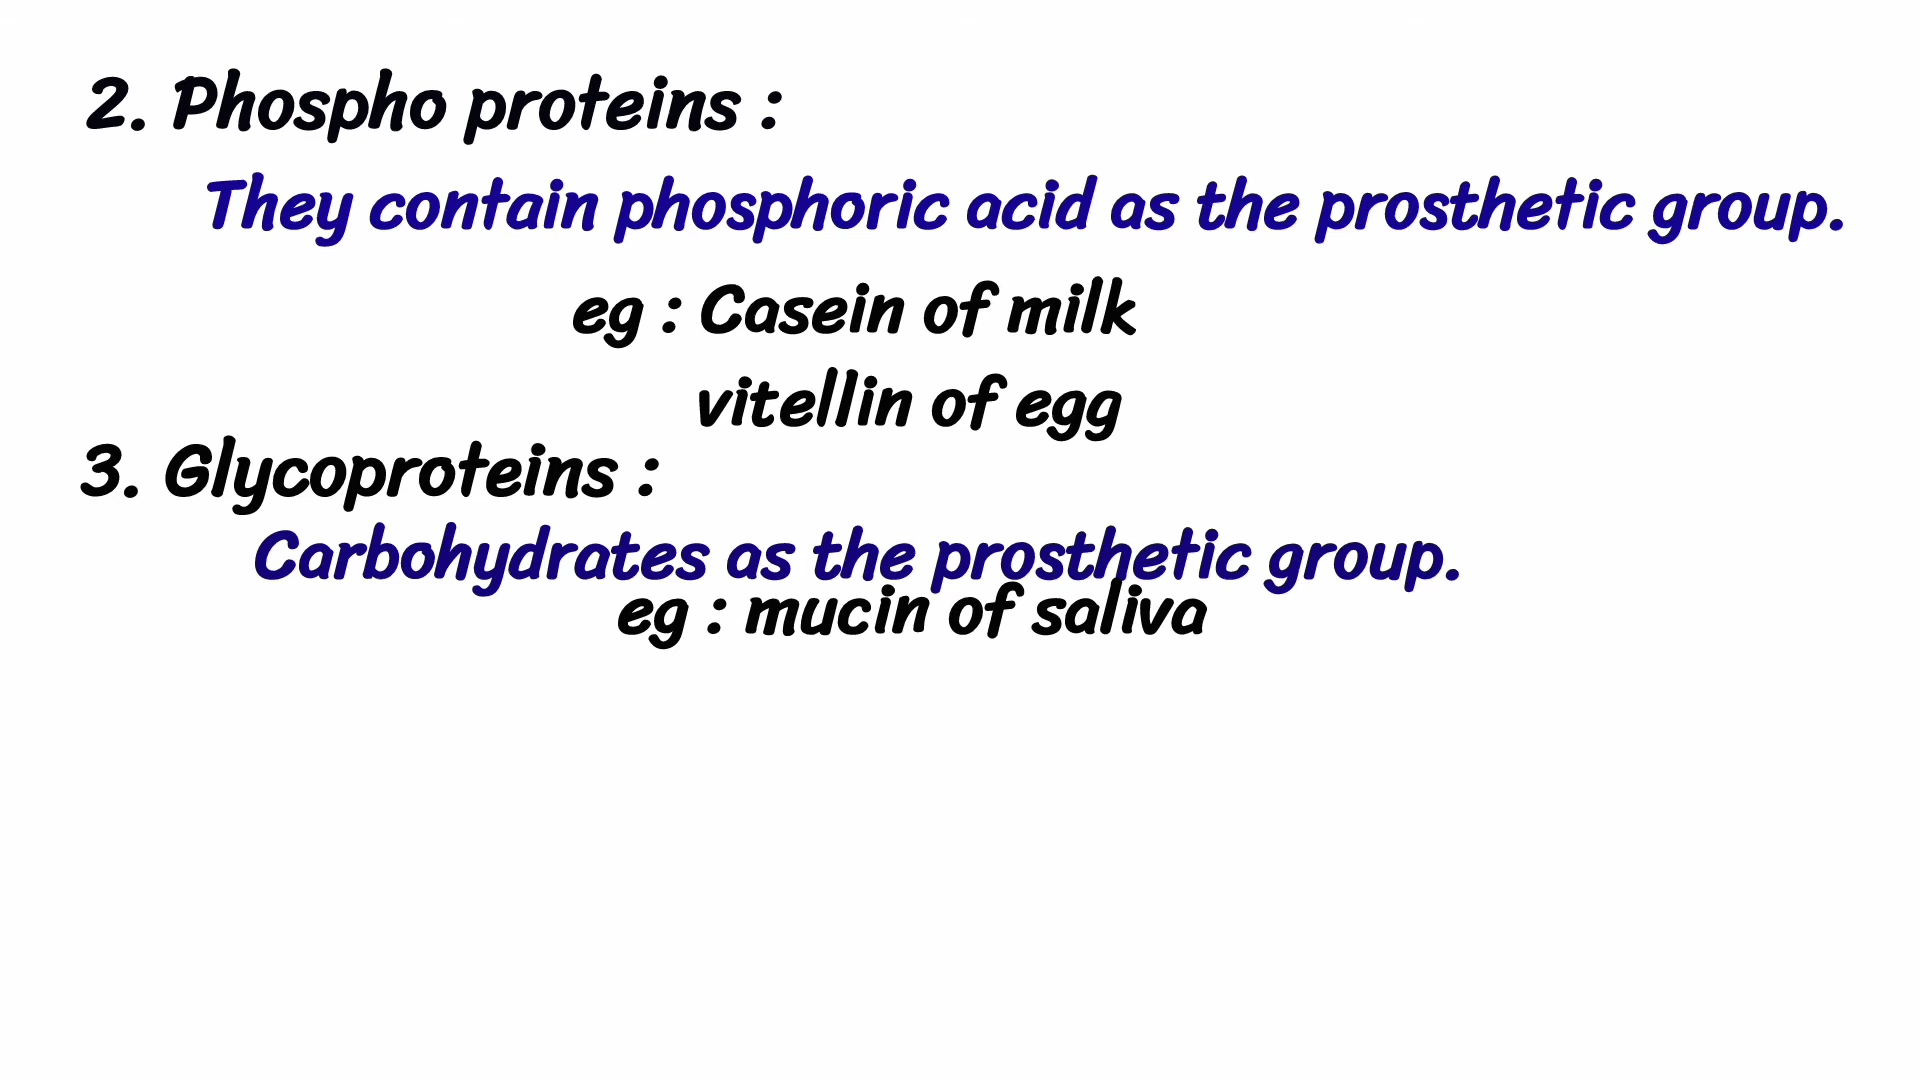 2. Phospho proteins :
They contain phosphoric acid as the prosthetic group.
eg : Casein of milk
vitellin of egg
3. Glycoproteins :
Carbohydrates as the prosthetic group.
eg : mucin of saliva